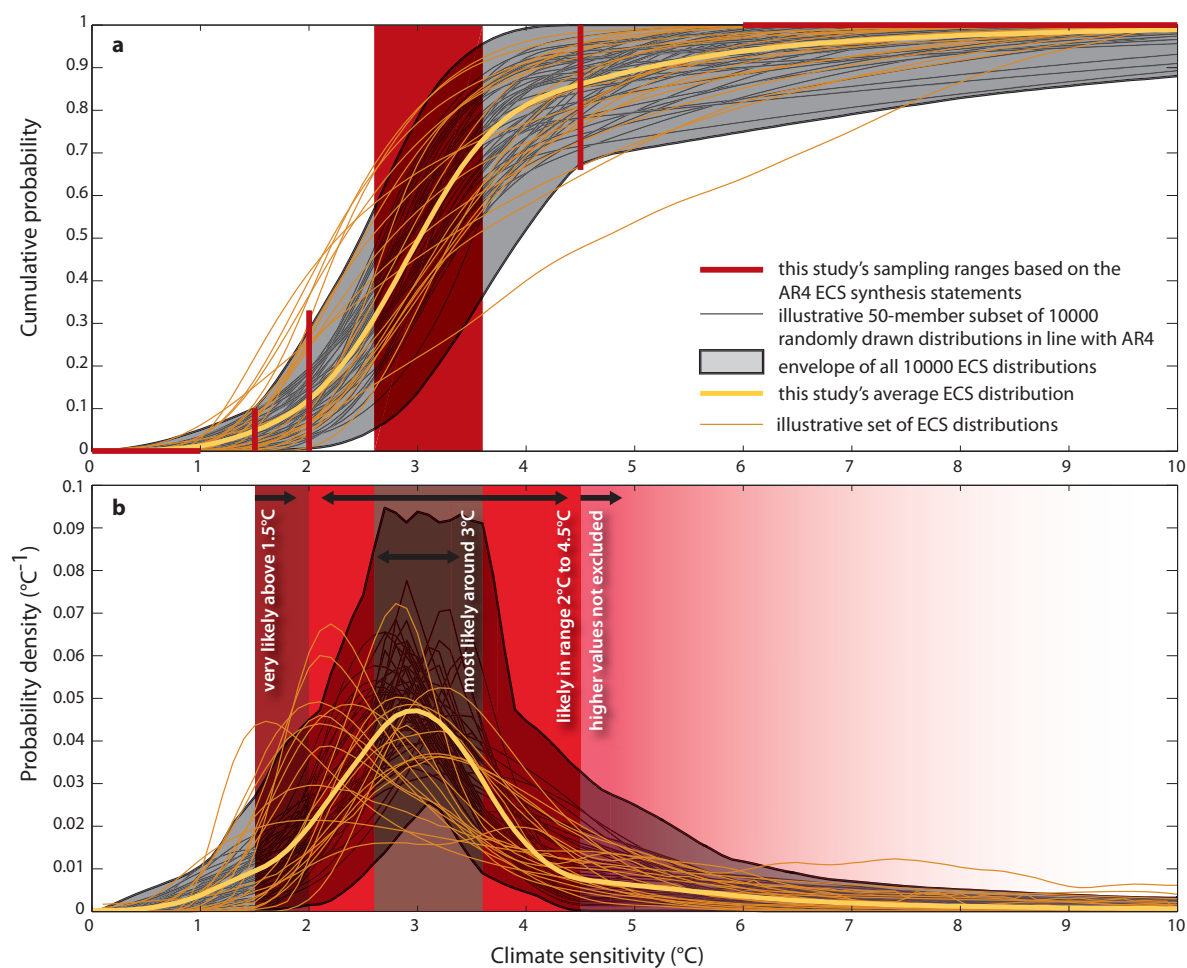 a
1
0.9
0.8
0.7
0.6
0.5
0.4
0.3
0.2
0.1
0
Cumulative probability
this study’s sampling ranges based on the
AR4 ECS synthesis statements
illustrative 50-member subset of 10000
randomly drawn distributions in line with AR4
envelope of all 10000 ECS distributions
this study’s average ECS distribution
illustrative set of ECS distributions
0 1 2 3 4 5 6 7 8 9 10
b
0.1
0.09
0.08
0.07
0.06
0.05
0.04
0.03
0.02
0.01
0
Probability density (°C⁻¹)
very likely above 1.5°C
most likely around 3°C
likely in range 2°C to 4.5°C
higher values not excluded
0 1 2 3 4 5 6 7 8 9 10
Climate sensitivity (°C)